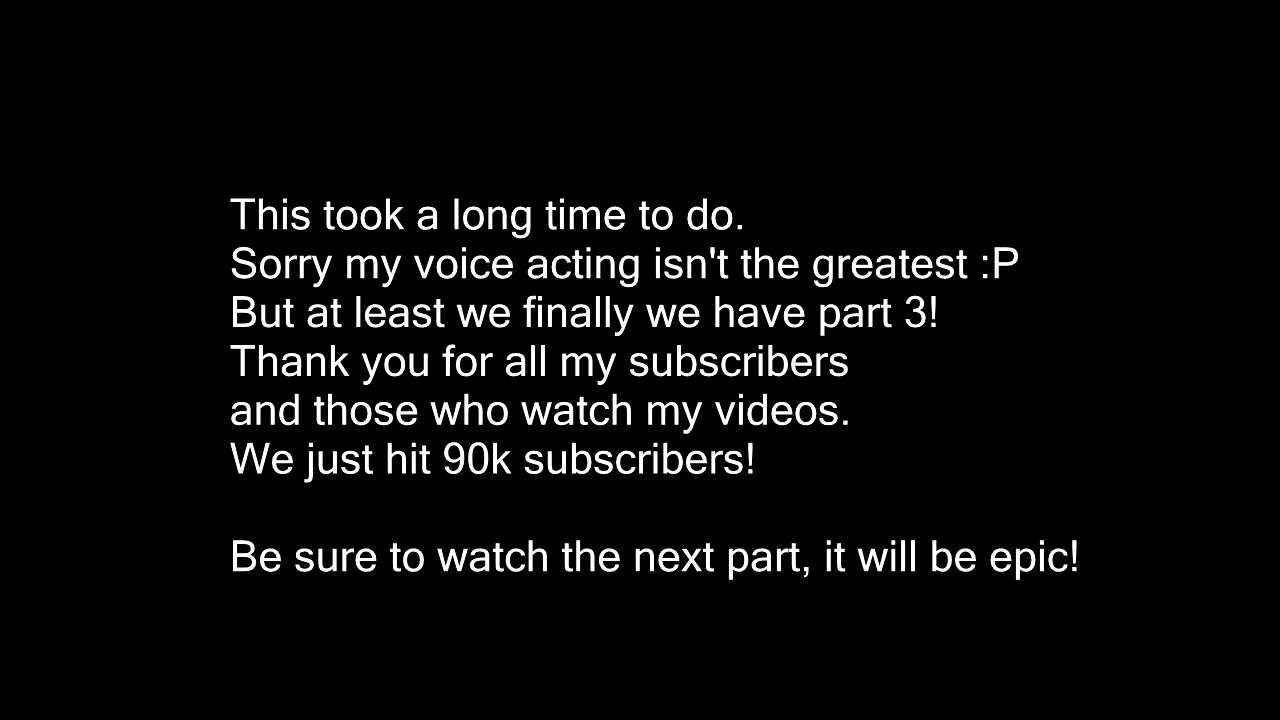 This took a long time to do.
Sorry my voice acting isn't the greatest :P
But at least we finally we have part 3!
Thank you for all my subscribers
and those who watch my videos.
We just hit 90k subscribers!
Be sure to watch the next part, it will be epic!